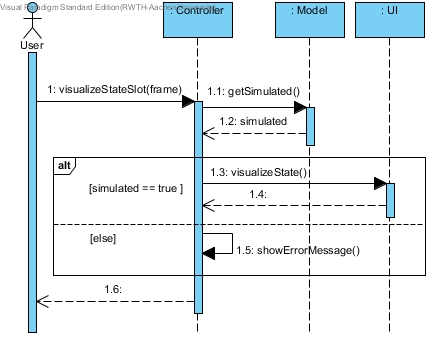 Visual Paradigm Standard Edition(RWTH-Aachen
: Controller
: Model
: UI
User
1: visualizeStateSlot(frame)
1.1: getSimulated()
1.2: simulated
alt
1.3: visualizeState()
[simulated == true ]
1.4:
[else]
1.5: showErrorMessage()
1.6: